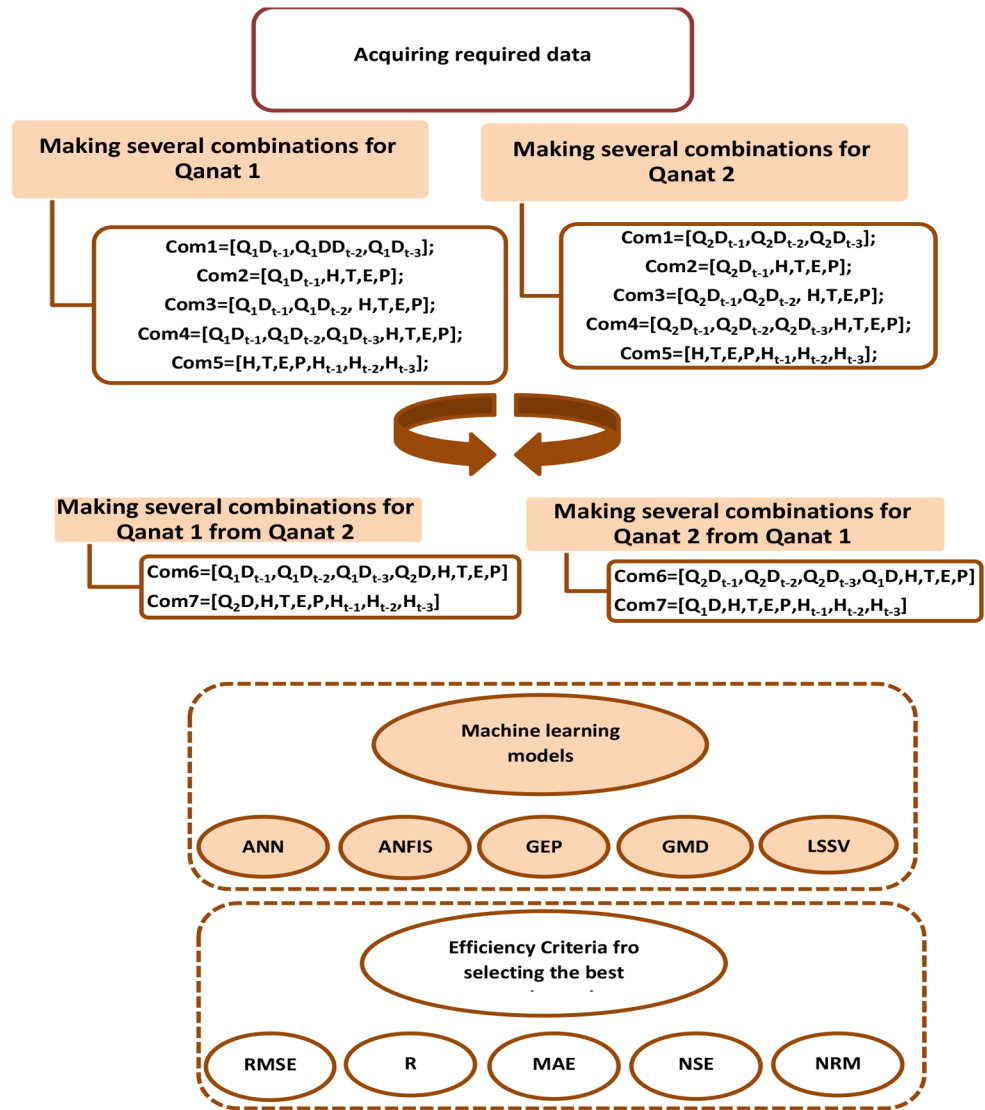 Acquiring required data
Making several combinations for
Qanat 1
Making several combinations for
Qanat 2
Com1=[Q₁Dₜ₋₁,Q₁DDₜ₋₂,Q₁Dₜ₋₃];
Com2=[Q₁Dₜ₋₁,H,T,E,P];
Com3=[Q₁Dₜ₋₁,Q₁Dₜ₋₂, H,T,E,P];
Com4=[Q₁Dₜ₋₁,Q₁Dₜ₋₂,Q₁Dₜ₋₃,H,T,E,P];
Com5=[H,T,E,P,Hₜ₋₁,Hₜ₋₂,Hₜ₋₃];
Com1=[Q₂Dₜ₋₁,Q₂Dₜ₋₂,Q₂Dₜ₋₃];
Com2=[Q₂Dₜ₋₁,H,T,E,P];
Com3=[Q₂Dₜ₋₁,Q₂Dₜ₋₂, H,T,E,P];
Com4=[Q₂Dₜ₋₁,Q₂Dₜ₋₂,Q₂Dₜ₋₃,H,T,E,P];
Com5=[H,T,E,P,Hₜ₋₁,Hₜ₋₂,Hₜ₋₃];
Making several combinations for
Qanat 1 from Qanat 2
Making several combinations for
Qanat 2 from Qanat 1
Com6=[Q₁Dₜ₋₁,Q₁Dₜ₋₂,Q₁Dₜ₋₃,Q₂D,H,T,E,P]
Com7=[Q₂D,H,T,E,P,Hₜ₋₁,Hₜ₋₂,Hₜ₋₃]
Com6=[Q₂Dₜ₋₁,Q₂Dₜ₋₂,Q₂Dₜ₋₃,Q₁D,H,T,E,P]
Com7=[Q₁D,H,T,E,P,Hₜ₋₁,Hₜ₋₂,Hₜ₋₃]
Machine learning
models
ANN
ANFIS
GEP
GMD
LSSV
Efficiency Criteria fro
selecting the best
RMSE
R
MAE
NSE
NRM